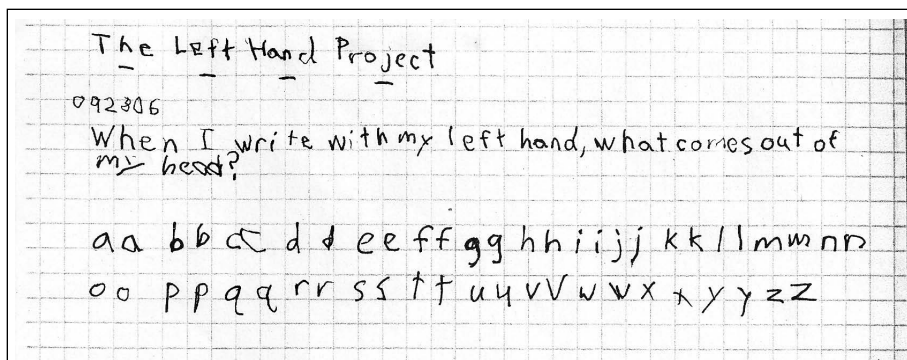 The Left Hand Project
092306
When I write with my left hand, what comes out of
my head?
aa bb cc dd ee ff gg hh ii jj kk ll mm nn
oo pp qq rr ss tt uu vv ww xx yy zz